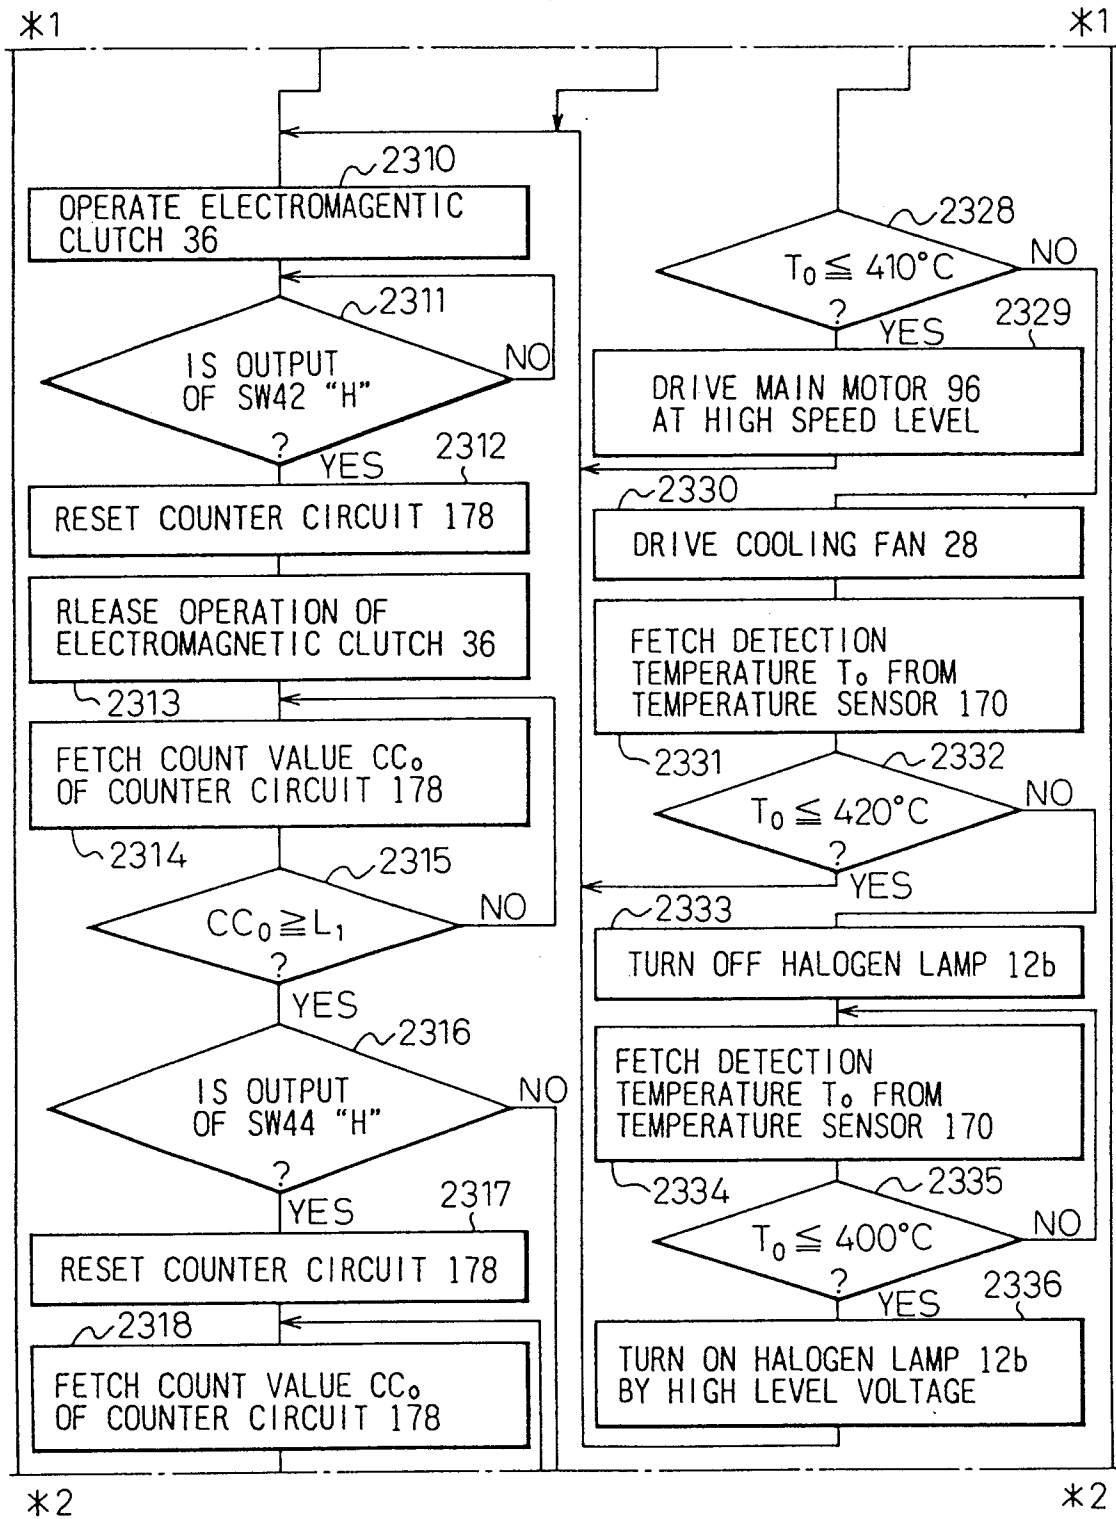 *1
*1
2310
OPERATE ELECTROMAGENTIC
CLUTCH 36
2311
IS OUTPUT
OF SW42 “H”
?
NO
YES
2312
RESET COUNTER CIRCUIT 178
RLEASE OPERATION OF
ELECTROMAGNETIC CLUTCH 36
2313
FETCH COUNT VALUE CC₀
OF COUNTER CIRCUIT 178
2314
2315
CC₀ ≧ L₁
?
NO
YES
2316
IS OUTPUT
OF SW44 “H”
?
NO
YES
2317
RESET COUNTER CIRCUIT 178
2318
FETCH COUNT VALUE CC₀
OF COUNTER CIRCUIT 178
2328
T₀ ≦ 410°C
?
NO
YES
2329
DRIVE MAIN MOTOR 96
AT HIGH SPEED LEVEL
2330
DRIVE COOLING FAN 28
FETCH DETECTION
TEMPERATURE T₀ FROM
TEMPERATURE SENSOR 170
2331
2332
T₀ ≦ 420°C
?
NO
YES
2333
TURN OFF HALOGEN LAMP 12b
FETCH DETECTION
TEMPERATURE T₀ FROM
TEMPERATURE SENSOR 170
2334
2335
T₀ ≦ 400°C
?
NO
YES
2336
TURN ON HALOGEN LAMP 12b
BY HIGH LEVEL VOLTAGE
*2
*2